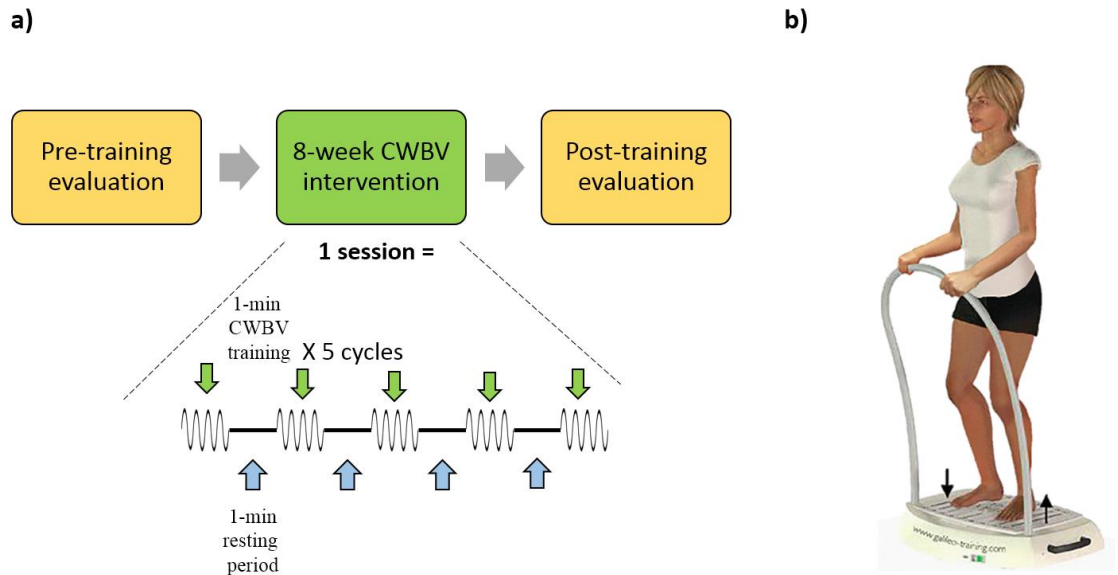 a)
b)
Pre-training
evaluation
8-week CWBV
intervention
Post-training
evaluation
1 session =
1-min
CWBV
training
X 5 cycles
1-min
resting
period
www.galileo-training.com